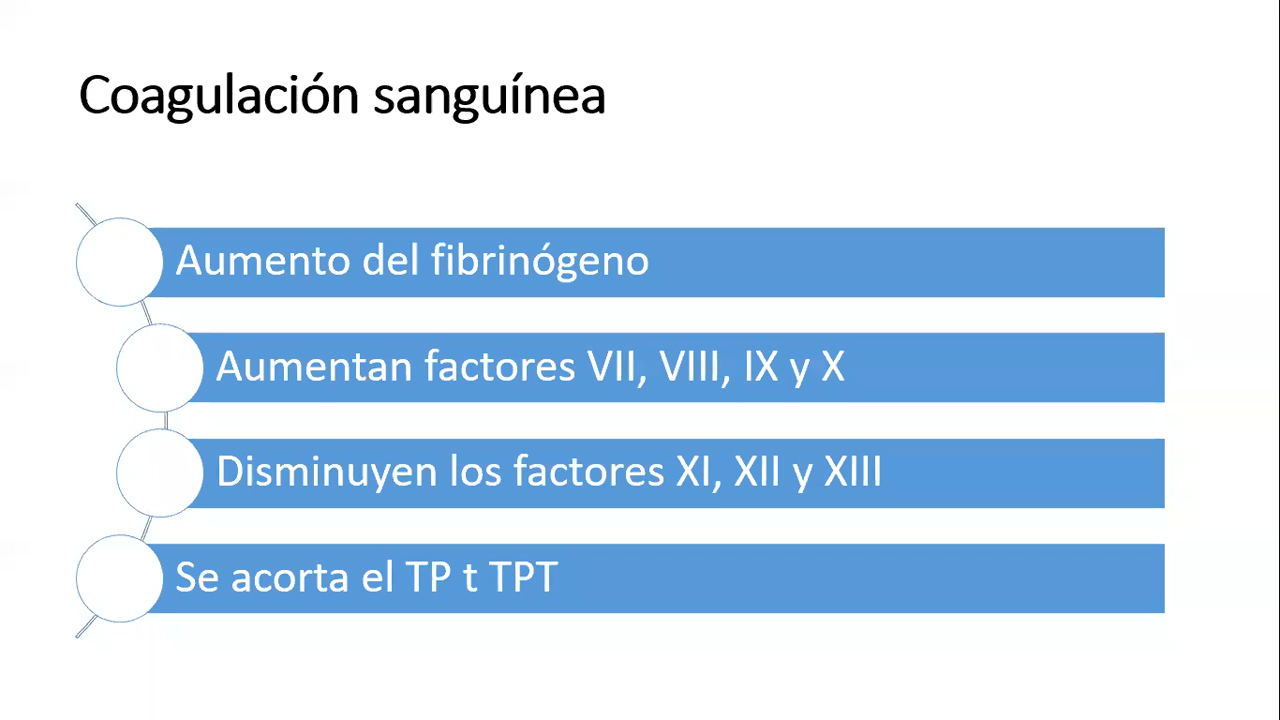 Coagulación sanguínea
Aumento del fibrinógeno
Aumentan factores VII, VIII, IX y X
Disminuyen los factores XI, XII y XIII
Se acorta el TP t TPT